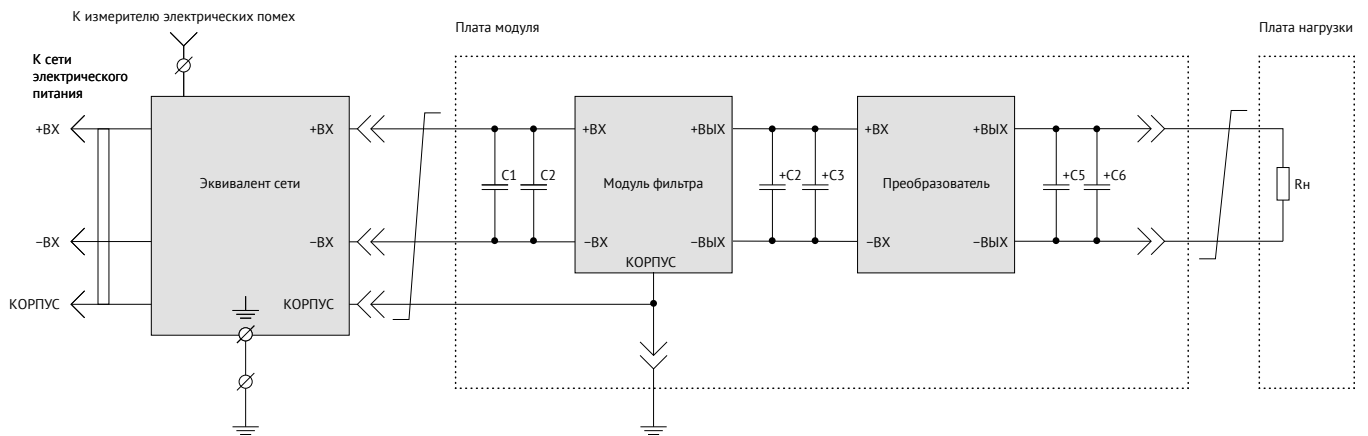 К измерителю электрических помех
Плата модуля
Плата нагрузки
К сети
электрического
питания
+ВХ
+ВХ
+ВХ
+ВЫХ
+ВХ
+ВЫХ
Эквивалент сети
C1
C2
Модуль фильтра
+C2
+C3
Преобразователь
+C5
+C6
Rн
−ВХ
−ВХ
−ВХ
−ВЫХ
−ВХ
−ВЫХ
КОРПУС
КОРПУС
КОРПУС